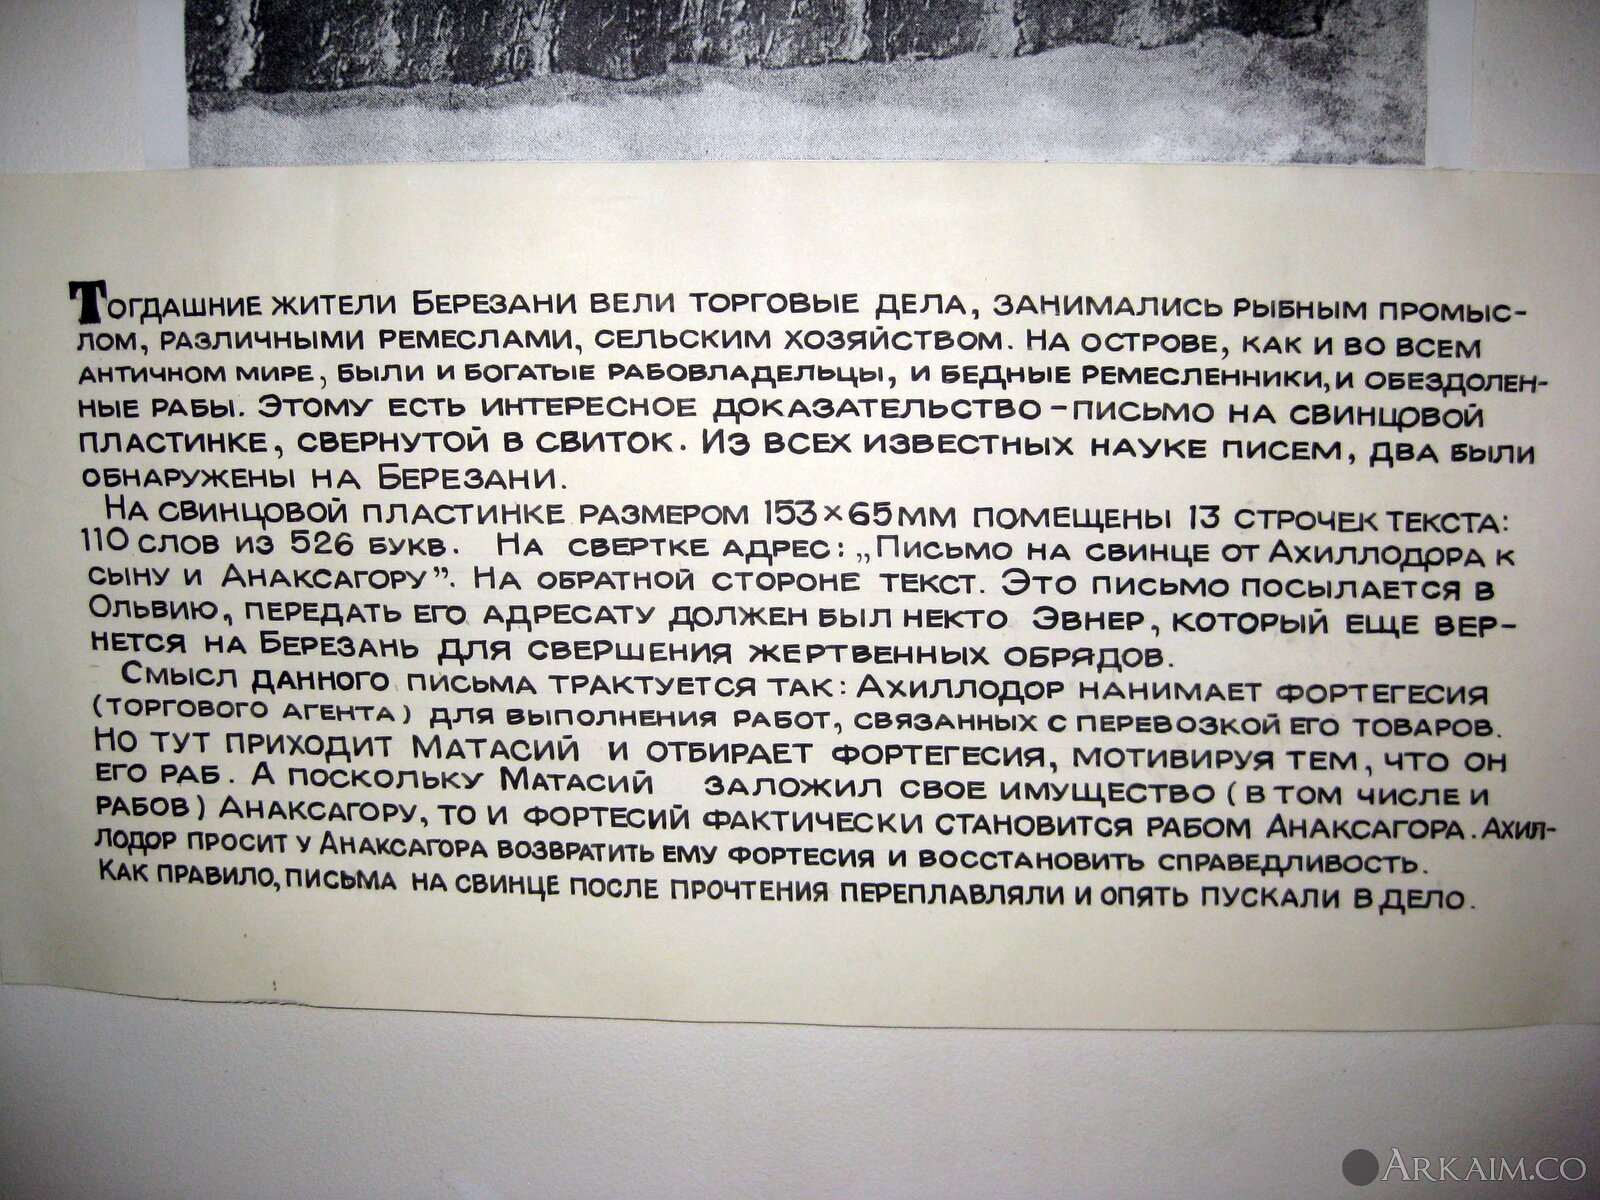 Тогдашние жители Березани вели торговые дела, занимались рыбным промыс-
лом, различными ремеслами, сельским хозяйством. На острове, как и во всем
античном мире, были и богатые рабовладельцы, и бедные ремесленники, и обездолен-
ные рабы. Этому есть интересное доказательство – письмо на свинцовой
пластинке, свернутой в свиток. Из всех известных науке писем, два были
обнаружены на Березани.
На свинцовой пластинке размером 153×65мм помещены 13 строчек текста:
110 слов из 526 букв. На свертке адрес: „Письмо на свинце от Ахиллодора к
сыну и Анаксагору”. На обратной стороне текст. Это письмо посылается в
Ольвию, передать его адресату должен был некто Эвнер, который еще вер-
нется на Березань для свершения жертвенных обрядов.
Смысл данного письма трактуется так: Ахиллодор нанимает фортегесия
(торгового агента) для выполнения работ, связанных с перевозкой его товаров.
Но тут приходит Матасий и отбирает фортегесия, мотивируя тем, что он
его раб. А поскольку Матасий заложил свое имущество (в том числе и
рабов) Анаксагору, то и фортесий фактически становится рабом Анаксагора. Ахил-
лодор просит у Анаксагора возвратить ему фортесия и восстановить справедливость.
Как правило, письма на свинце после прочтения переплавляли и опять пускали в дело.
ARKAIM.CO